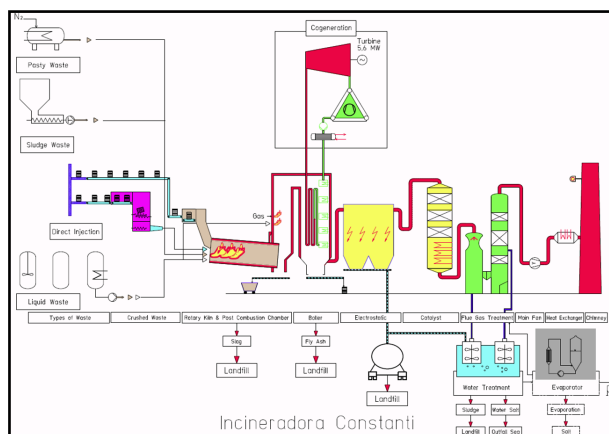 N₂
Cogeneration
Turbine
5.6 MW
Pasty Waste
Sludge Waste
Gas
Direct Injection
Liquid Waste
Types of Waste
Crushed Waste
Rotary Kiln & Post Combustion Chamber
Boiler
Electrostatic
Catalyst
Flue Gas Treatment
Main Fan
Heat Exchanger
Chimney
Slag
Fly Ash
Landfill
Landfill
Landfill
Water Treatment
Evaporator
Sludge
Water Salt
Evaporation
Landfill
Outfall Sea
Salt
Incineradora Constanti